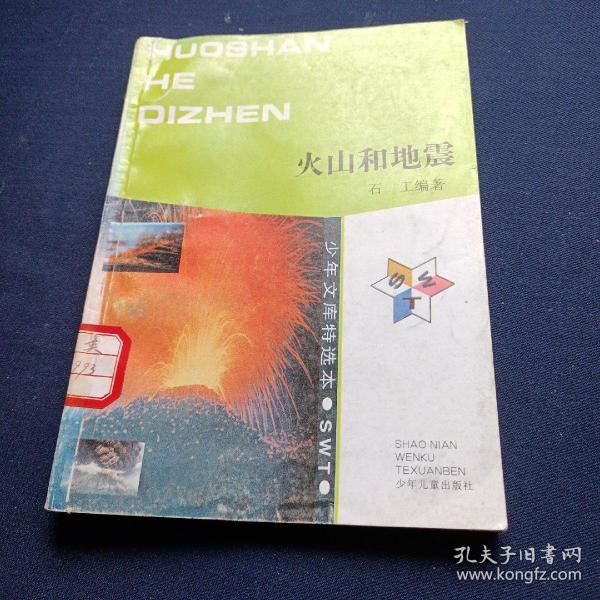 HUOSHAN
HE
DIZHEN
火山和地震
石 工编著
少年文库特选本●SWT●
S W
T
类
993
SHAO NIAN
WENKU
TEXUANBEN
少年儿童出版社
孔夫子旧书网
www.kongfz.com